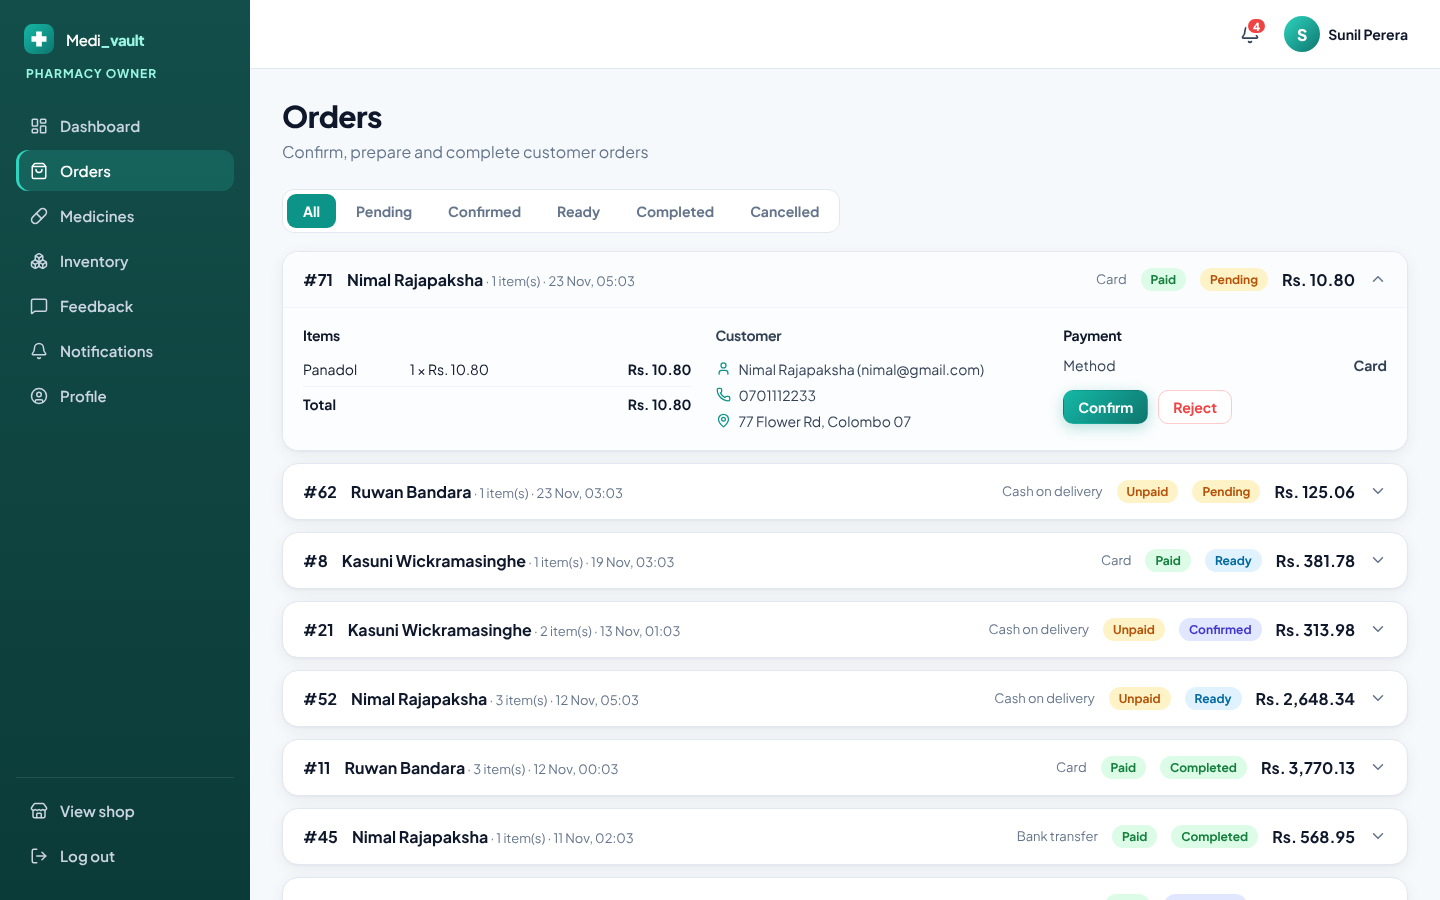 Medi_vault
PHARMACY OWNER
Dashboard
Orders
Medicines
Inventory
Feedback
Notifications
Profile
View shop
Log out
4
S Sunil Perera
Orders
Confirm, prepare and complete customer orders
All Pending Confirmed Ready Completed Cancelled
#71 Nimal Rajapaksha · 1 item(s) · 23 Nov, 05:03 Card Paid Pending Rs. 10.80
Items
Panadol 1 × Rs. 10.80 Rs. 10.80
Total Rs. 10.80
Customer
Nimal Rajapaksha (nimal@gmail.com)
0701112233
77 Flower Rd, Colombo 07
Payment
Method Card
Confirm Reject
#62 Ruwan Bandara · 1 item(s) · 23 Nov, 03:03 Cash on delivery Unpaid Pending Rs. 125.06
#8 Kasuni Wickramasinghe · 1 item(s) · 19 Nov, 03:03 Card Paid Ready Rs. 381.78
#21 Kasuni Wickramasinghe · 2 item(s) · 13 Nov, 01:03 Cash on delivery Unpaid Confirmed Rs. 313.98
#52 Nimal Rajapaksha · 3 item(s) · 12 Nov, 05:03 Cash on delivery Unpaid Ready Rs. 2,648.34
#11 Ruwan Bandara · 3 item(s) · 12 Nov, 00:03 Card Paid Completed Rs. 3,770.13
#45 Nimal Rajapaksha · 1 item(s) · 11 Nov, 02:03 Bank transfer Paid Completed Rs. 568.95